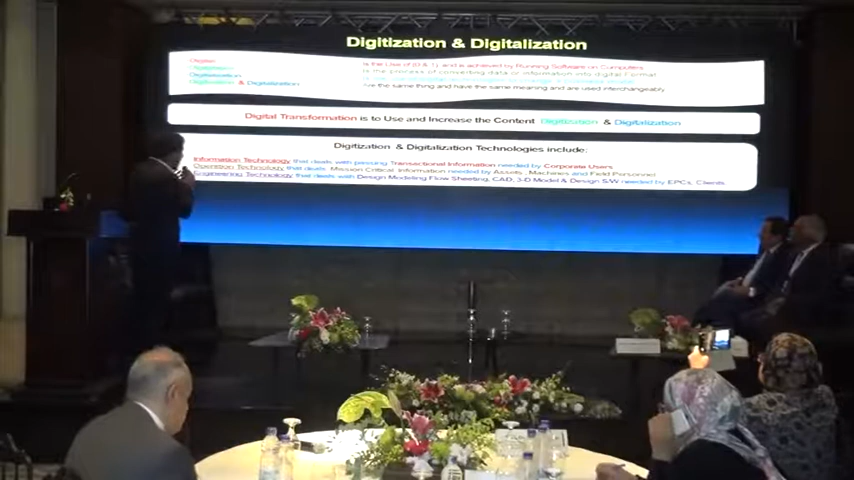 Digitization & Digitalization
Digital is the Use of (0 & 1) and is achieved by Running Software on Computers
is the process of converting data or information into digital Format
Digitalization
Digitization & Digitalization have the same thing and have the same meaning and are used interchangeably
Digital Transformation is to Use and Increase the Content Digitization & Digitalization
Digitization & Digitalization Technologies include:
Information Technology that deals with Transactional Information needed by Corporate Users
Operation Technology that deals Mission Critical Information needed by Assets, Machines and Field Personnel
Engineering Technology that deals with Design Modeling Flow Sheeting, CAD, 3-D Model & Design S/W needed by EPCs, Clients